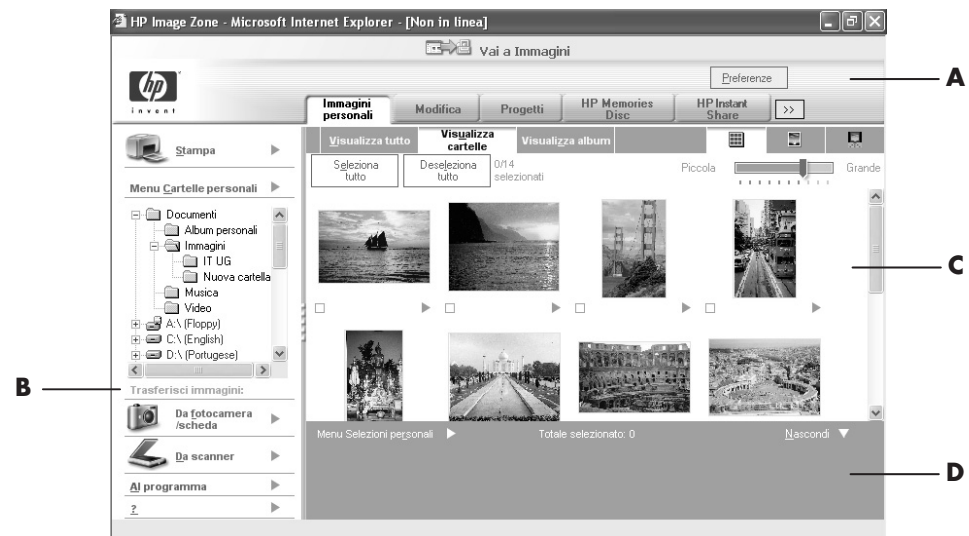 HP Image Zone - Microsoft Internet Explorer - [Non in linea]
Vai a Immagini
Preferenze
A
hp
invent
Immagini
personali
Modifica
Progetti
HP Memories
Disc
HP Instant
Share
>>
Stampa
Visualizza tutto
Visualizza
cartelle
Visualizza album
Seleziona
tutto
Deseleziona
tutto
0/14
selezionati
Piccola
Grande
Menu Cartelle personali
Documenti
Album personali
Immagini
IT UG
Nuova cartella
Musica
Video
A:\ (Floppy)
C:\ (English)
D:\ (Portugese)
C
B
Trasferisci immagini:
Da fotocamera
/scheda
Da scanner
Al programma
?
Menu Selezioni personali
Totale selezionato: 0
Nascondi
D